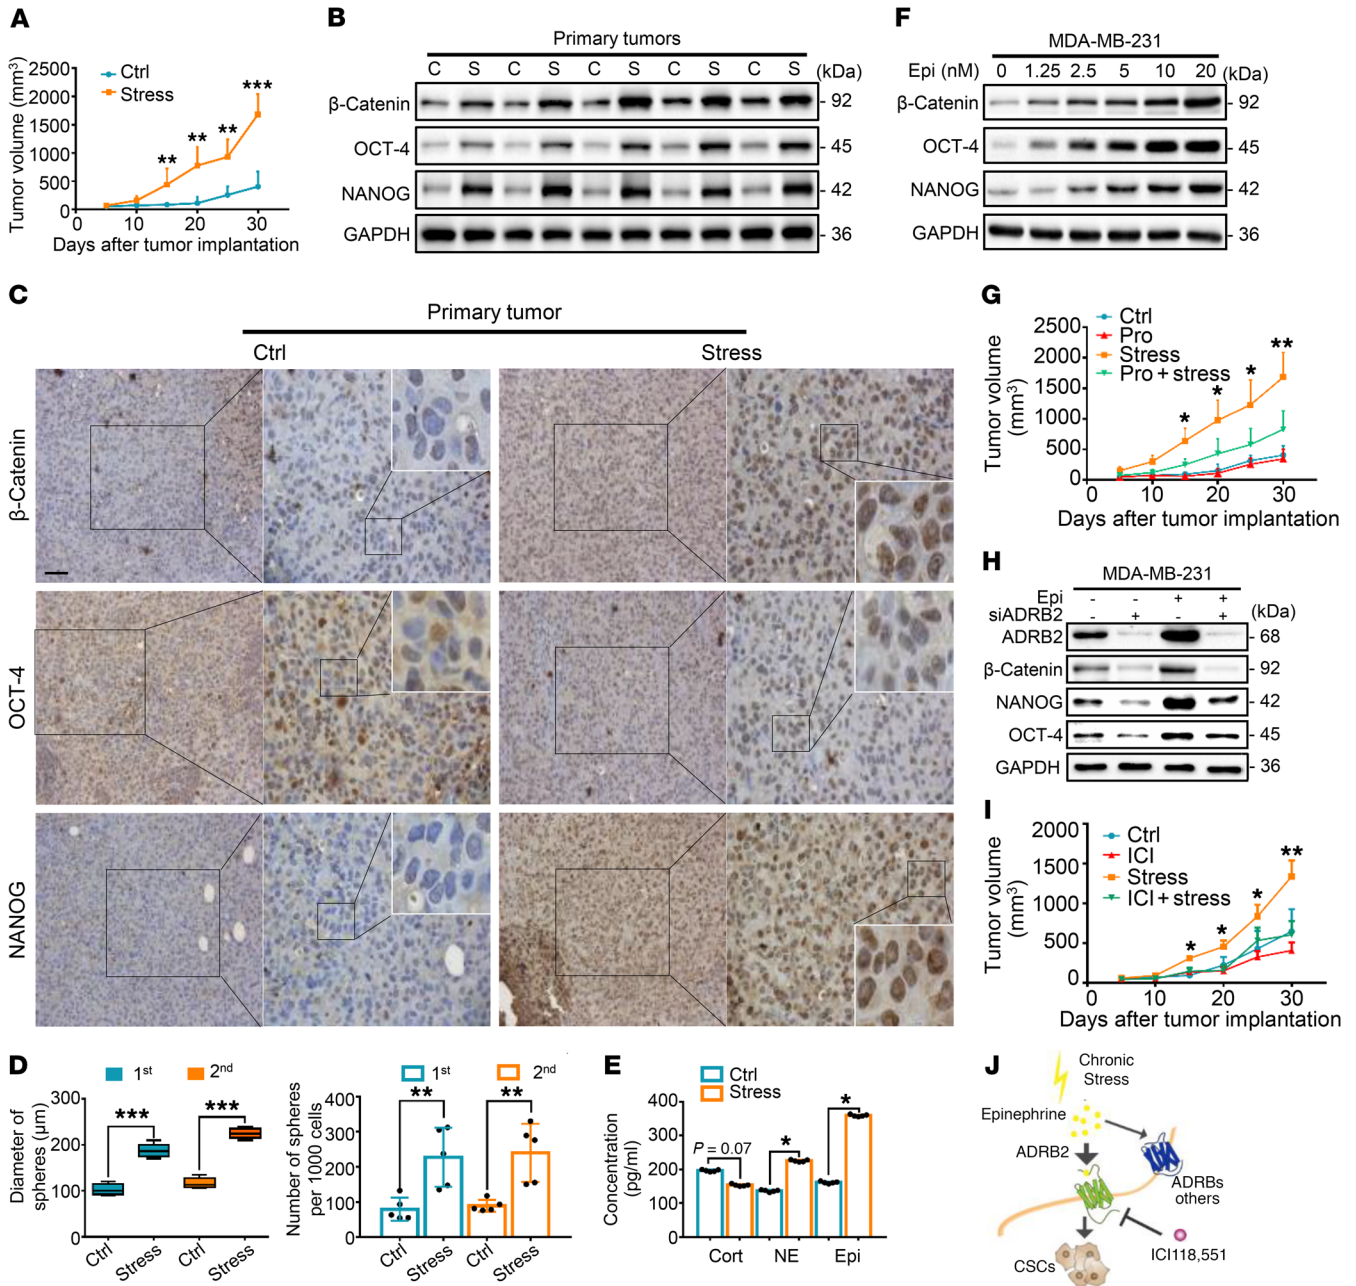 A
Tumor volume (mm³)
2500
2000
1500
1000
500
0
Ctrl
Stress
**
**
**
***
0 10 20 30
Days after tumor implantation
B
Primary tumors
C S C S C S C S C S (kDa)
β-Catenin - 92
OCT-4 - 45
NANOG - 42
GAPDH - 36
F
MDA-MB-231
Epi (nM) 0 1.25 2.5 5 10 20 (kDa)
β-Catenin - 92
OCT-4 - 45
NANOG - 42
GAPDH - 36
C
Primary tumor
Ctrl Stress
β-Catenin
OCT-4
NANOG
G
Tumor volume
(mm³)
2500
2000
1500
1000
500
0
Ctrl
Pro
Stress
Pro + stress
*
*
*
**
0 10 20 30
Days after tumor implantation
H
MDA-MB-231
Epi - - + +
siADRB2 - + - + (kDa)
ADRB2 - 68
β-Catenin - 92
NANOG - 42
OCT-4 - 45
GAPDH - 36
I
Tumor volume
(mm³)
2000
1500
1000
500
0
Ctrl
ICI
Stress
ICI + stress
*
*
*
**
0 10 20 30
Days after tumor implantation
D
1st 2nd
Diameter of
spheres (µm)
300
200
100
0
*** ***
Ctrl Stress Ctrl Stress
1st 2nd
Number of spheres
per 1000 cells
400
300
200
100
0
** **
Ctrl Stress Ctrl Stress
E
Ctrl
Stress
Concentration
(pg/ml)
400
300
200
100
0
P = 0.07
*
*
Cort NE Epi
J
Chronic
Stress
Epinephrine
ADRB2
ADRBs
others
ICI118,551
CSCs